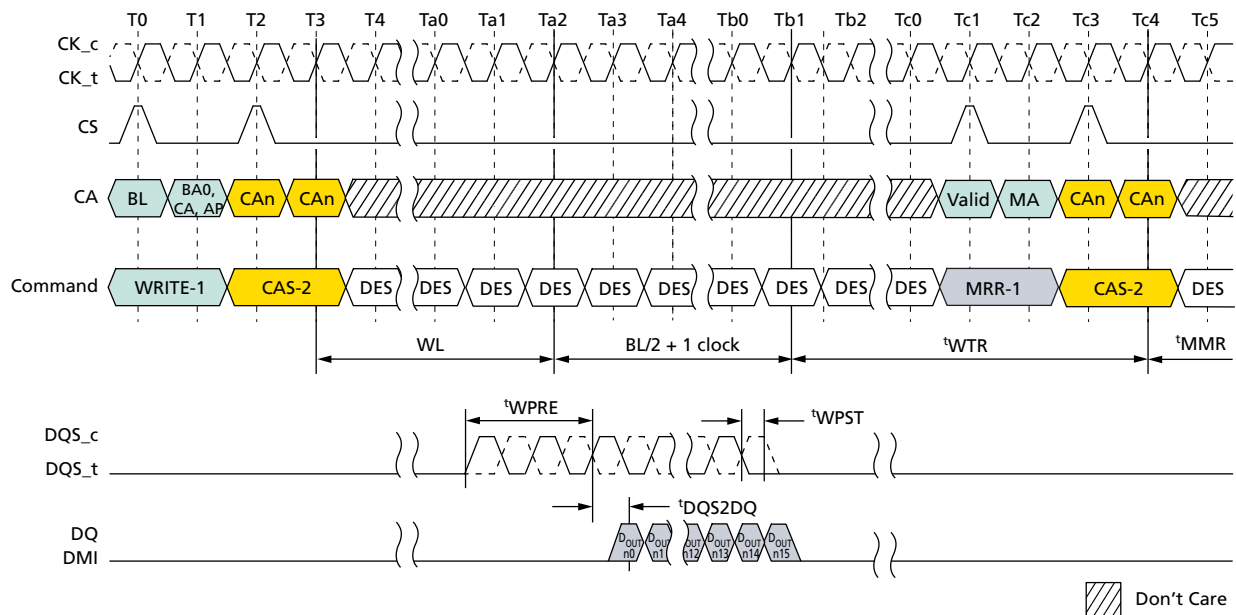 T0 T1 T2 T3 T4 Ta0 Ta1 Ta2 Ta3 Ta4 Tb0 Tb1 Tb2 Tc0 Tc1 Tc2 Tc3 Tc4 Tc5
CK_c
CK_t
CS
CA BL BA0, CA, AP CAn CAn Valid MA CAn CAn
Command WRITE-1 CAS-2 DES DES DES DES DES DES DES DES DES DES MRR-1 CAS-2 DES
WL BL/2 + 1 clock tWTR tMMR
tWPRE tWPST
DQS_c
DQS_t
tDQS2DQ
DQ
DMI
DOUT n0 DOUT n1 DOUT n12 DOUT n13 DOUT n14 DOUT n15
Don't Care